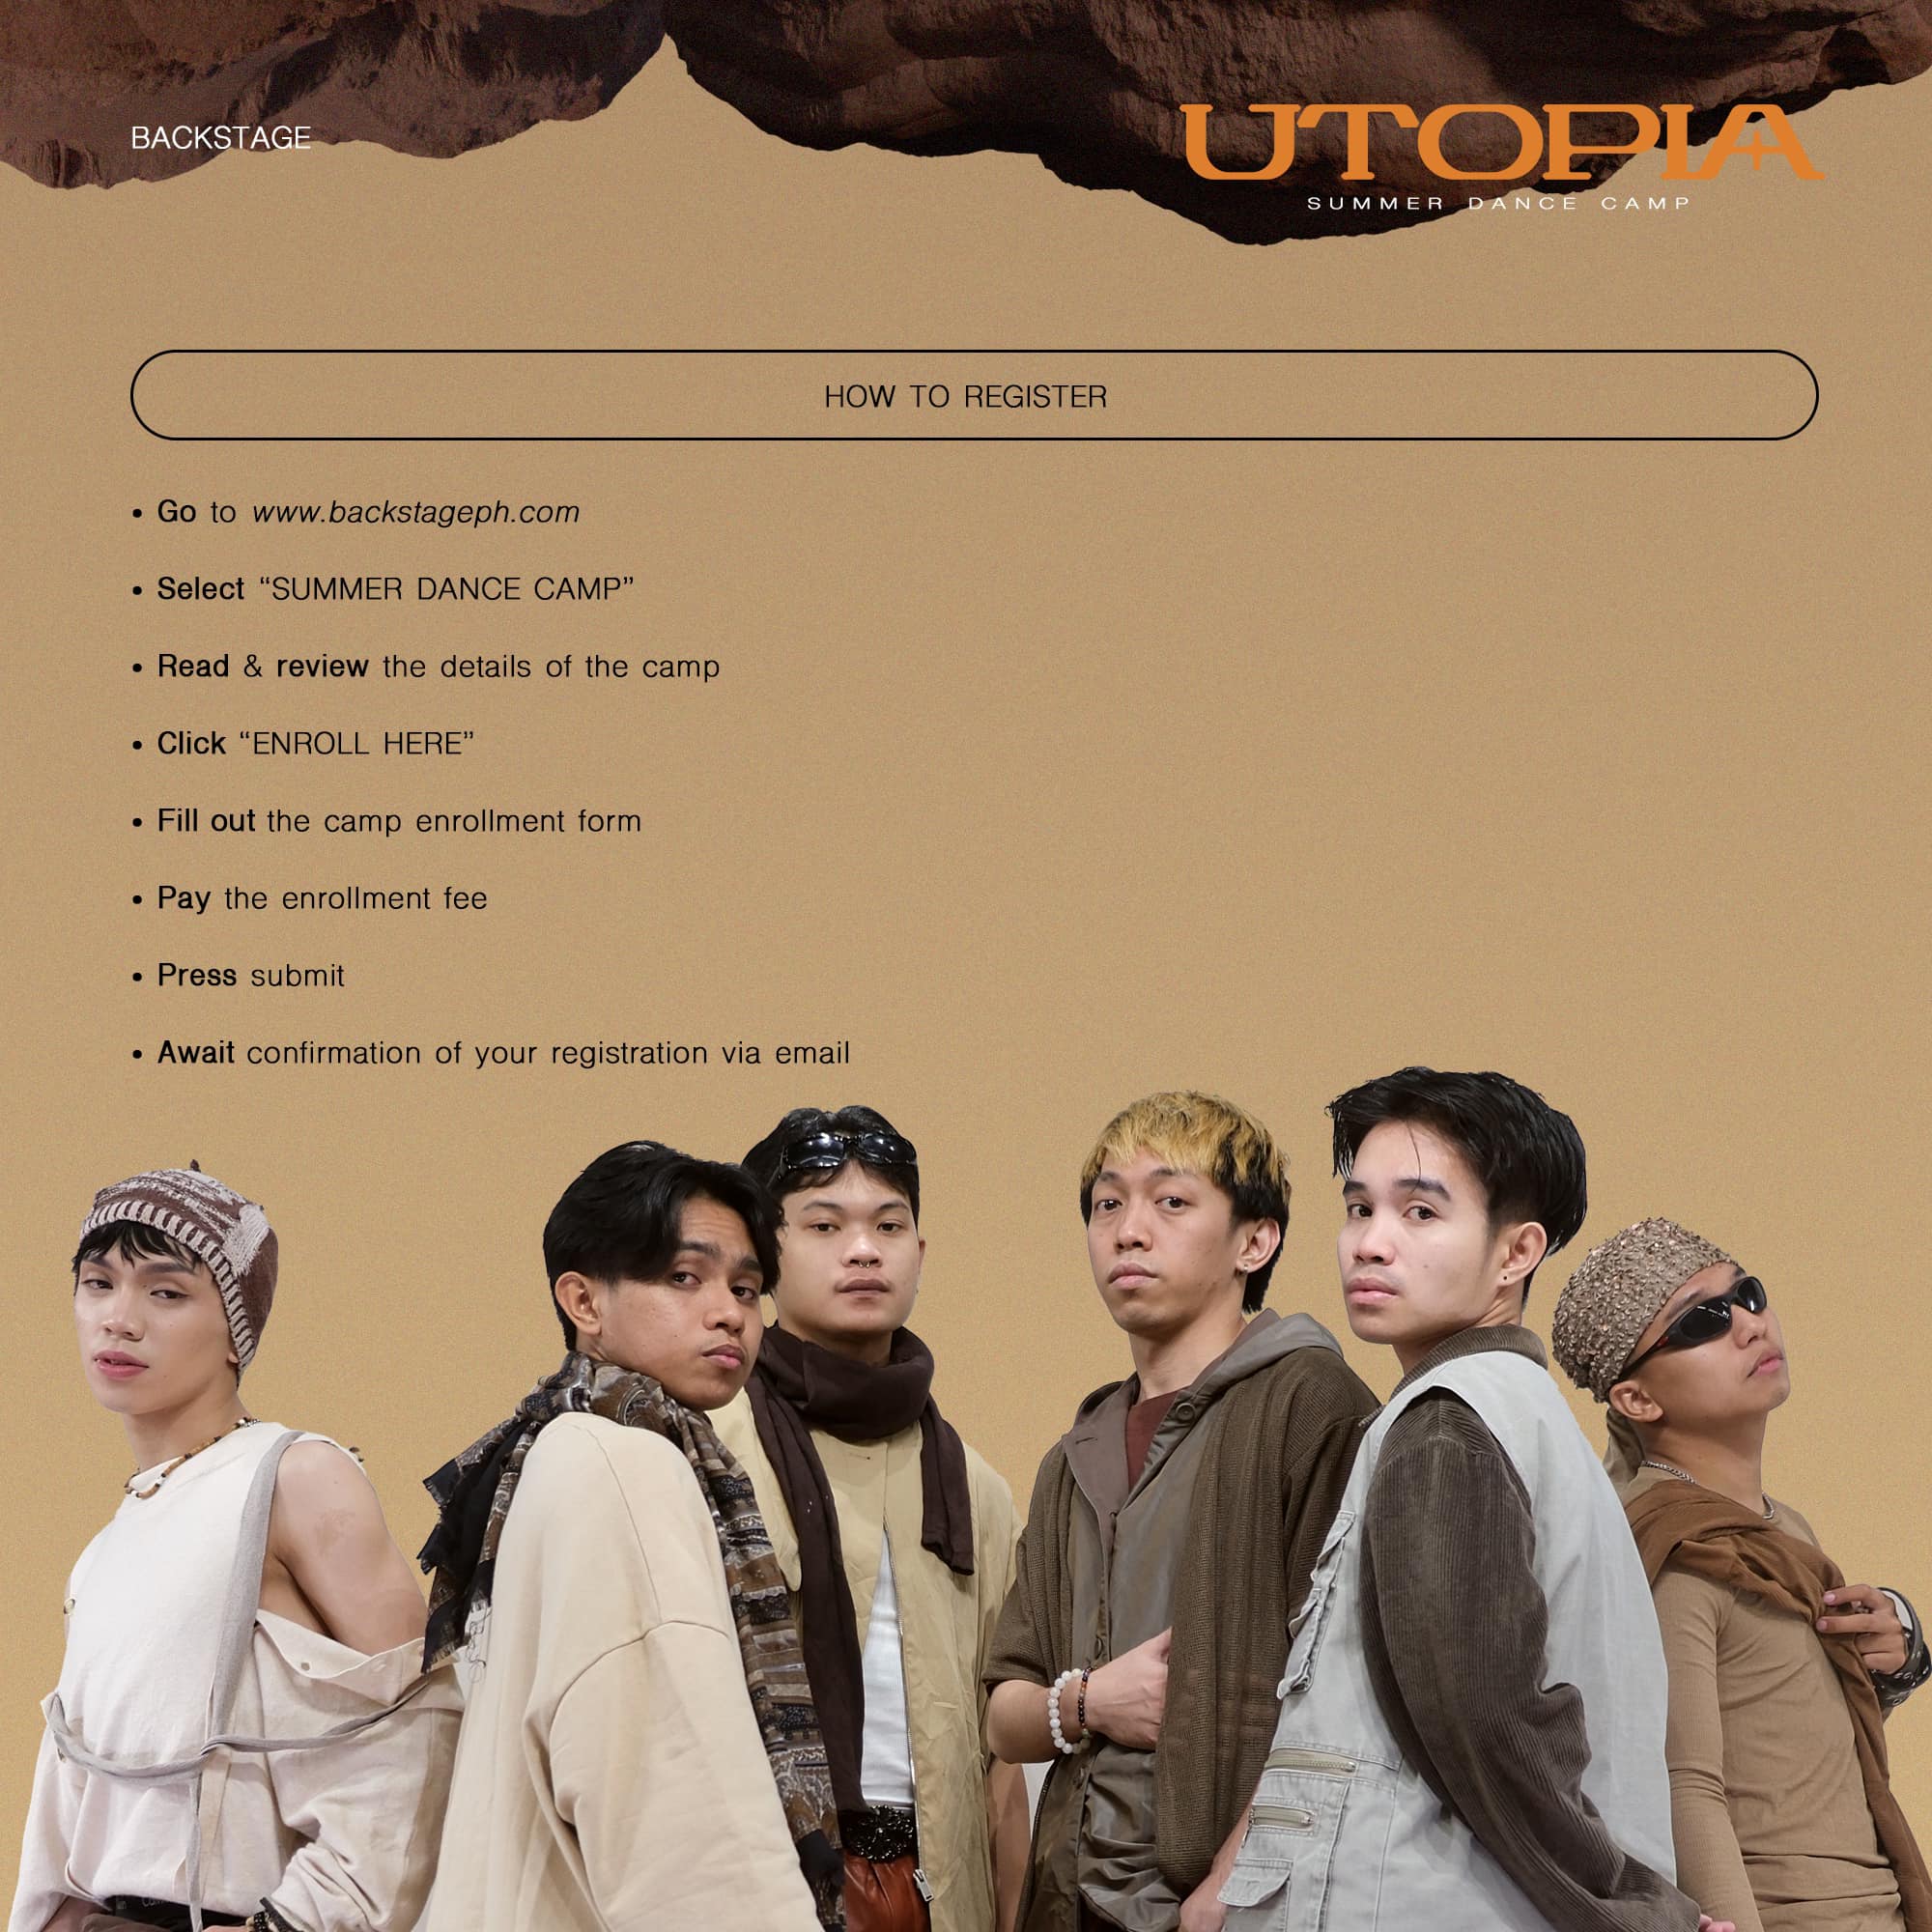 BACKSTAGE
UTOPIA
SUMMER DANCE CAMP
HOW TO REGISTER
• Go to www.backstageph.com
• Select “SUMMER DANCE CAMP”
• Read & review the details of the camp
• Click “ENROLL HERE”
• Fill out the camp enrollment form
• Pay the enrollment fee
• Press submit
• Await confirmation of your registration via email